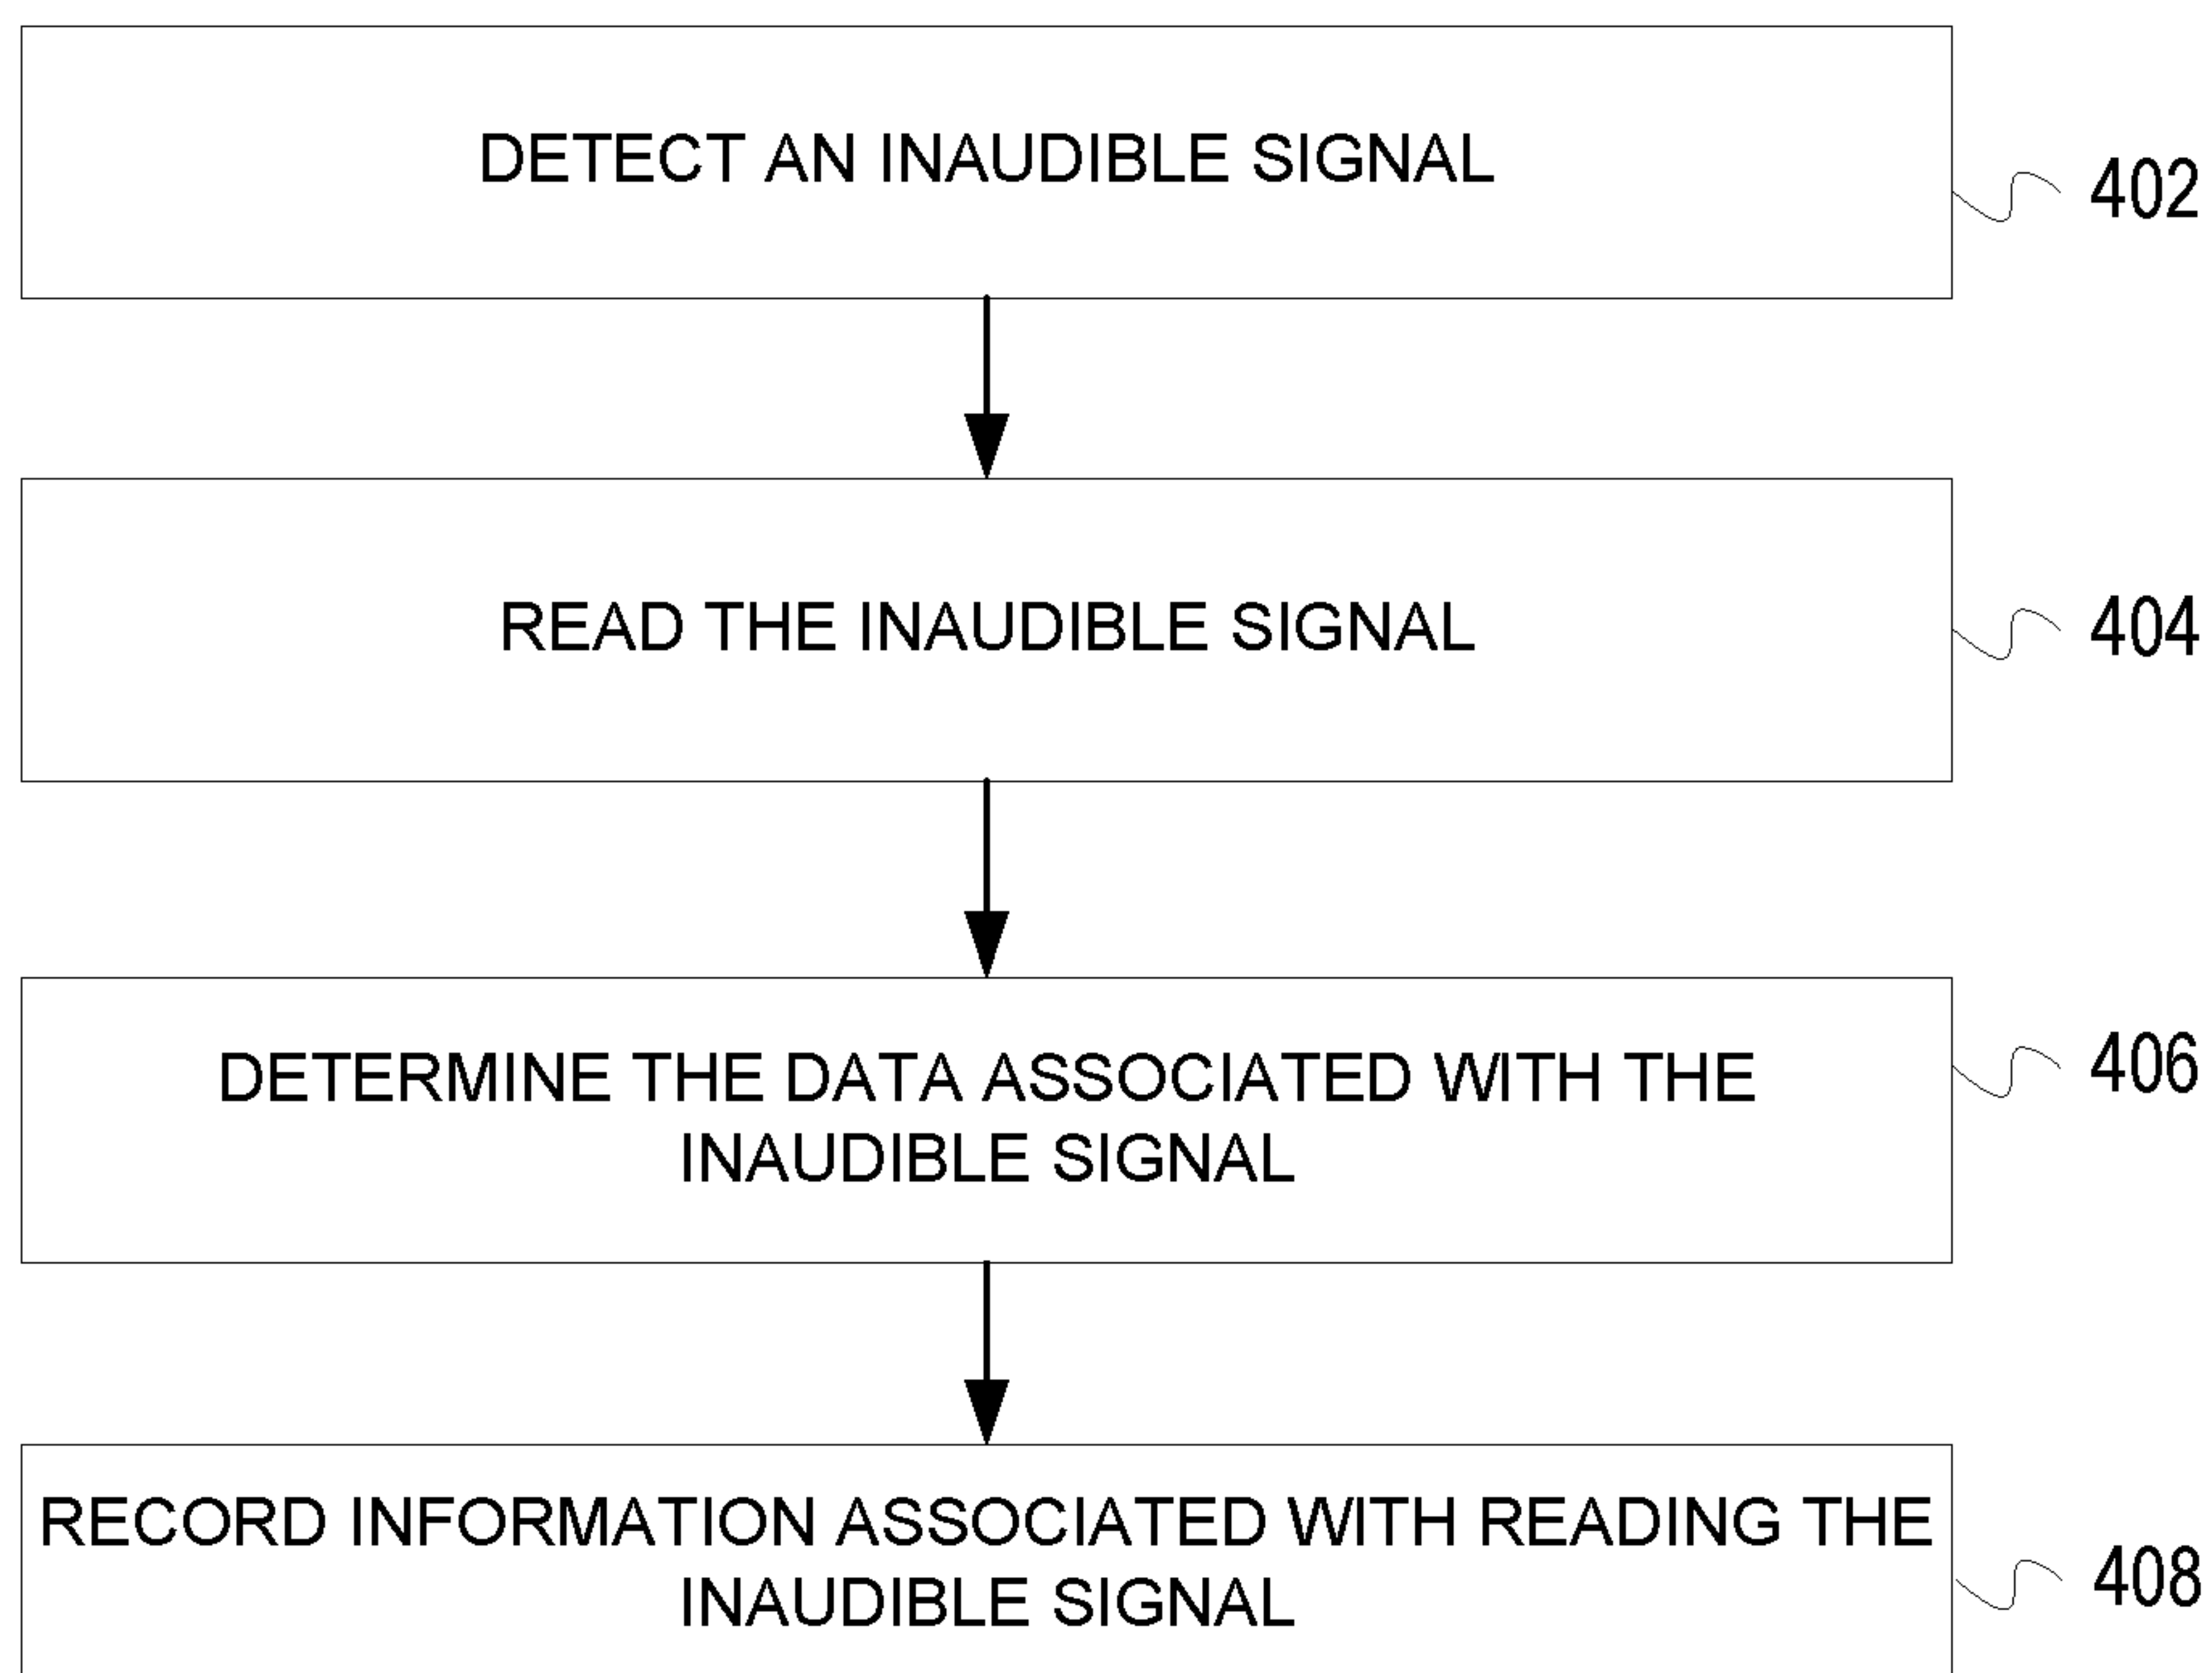 DETECT AN INAUDIBLE SIGNAL
402
READ THE INAUDIBLE SIGNAL
404
DETERMINE THE DATA ASSOCIATED WITH THE
INAUDIBLE SIGNAL
406
RECORD INFORMATION ASSOCIATED WITH READING THE
INAUDIBLE SIGNAL
408